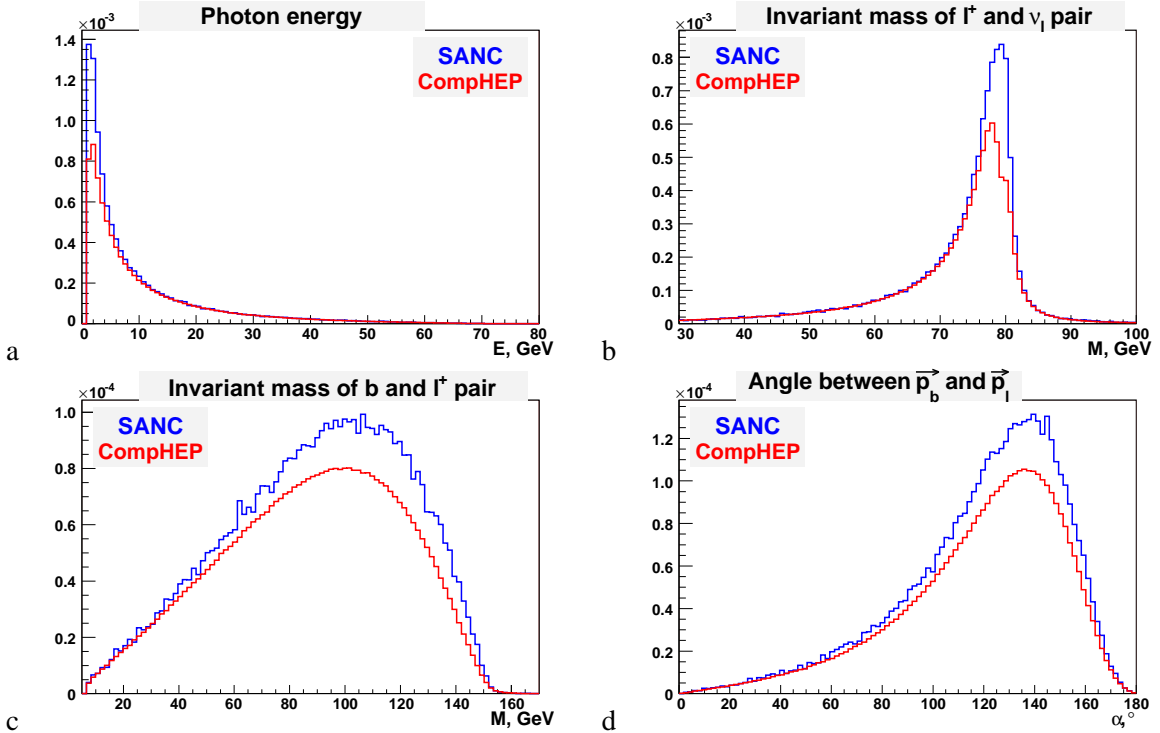 Photon energy
×10⁻³
SANC
CompHEP
1.4
1.2
1.0
0.8
0.6
0.4
0.2
0
0 10 20 30 40 50 60 70 80
E, GeV
a
Invariant mass of l⁺ and ν_l pair
×10⁻³
SANC
CompHEP
0.8
0.7
0.6
0.5
0.4
0.3
0.2
0.1
0
30 40 50 60 70 80 90 100
M, GeV
b
Invariant mass of b and l⁺ pair
×10⁻⁴
SANC
CompHEP
1.0
0.8
0.6
0.4
0.2
0
20 40 60 80 100 120 140 160
M, GeV
c
Angle between p_b and p_l
×10⁻⁴
SANC
CompHEP
1.2
1.0
0.8
0.6
0.4
0.2
0
0 20 40 60 80 100 120 140 160 180
α,°
d